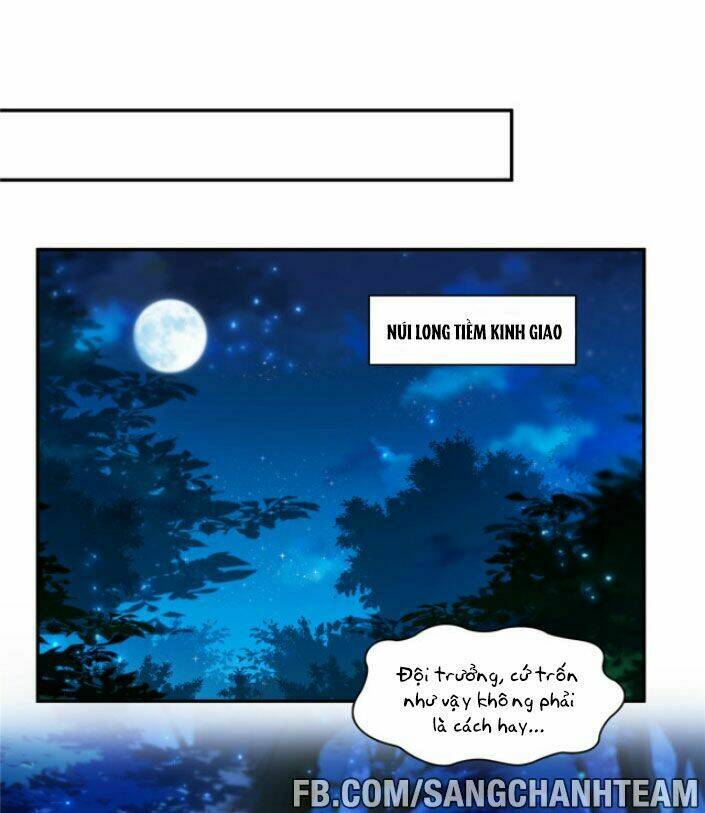 NÚI LONG TIỀM KINH GIAO
Đội trưởng, cứ trốn
như vậy không phải
là cách hay...
FB.COM/SANGCHANHTEAM